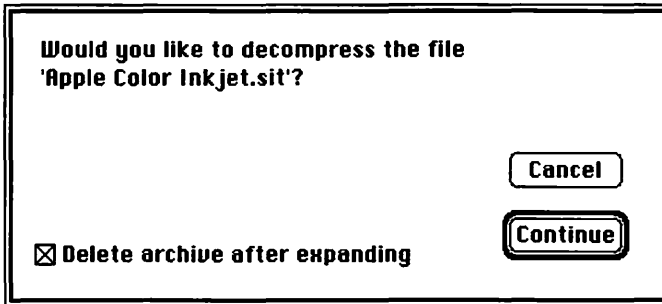 Would you like to decompress the file
'Apple Color Inkjet.sit'?
Cancel
Continue
Delete archive after expanding